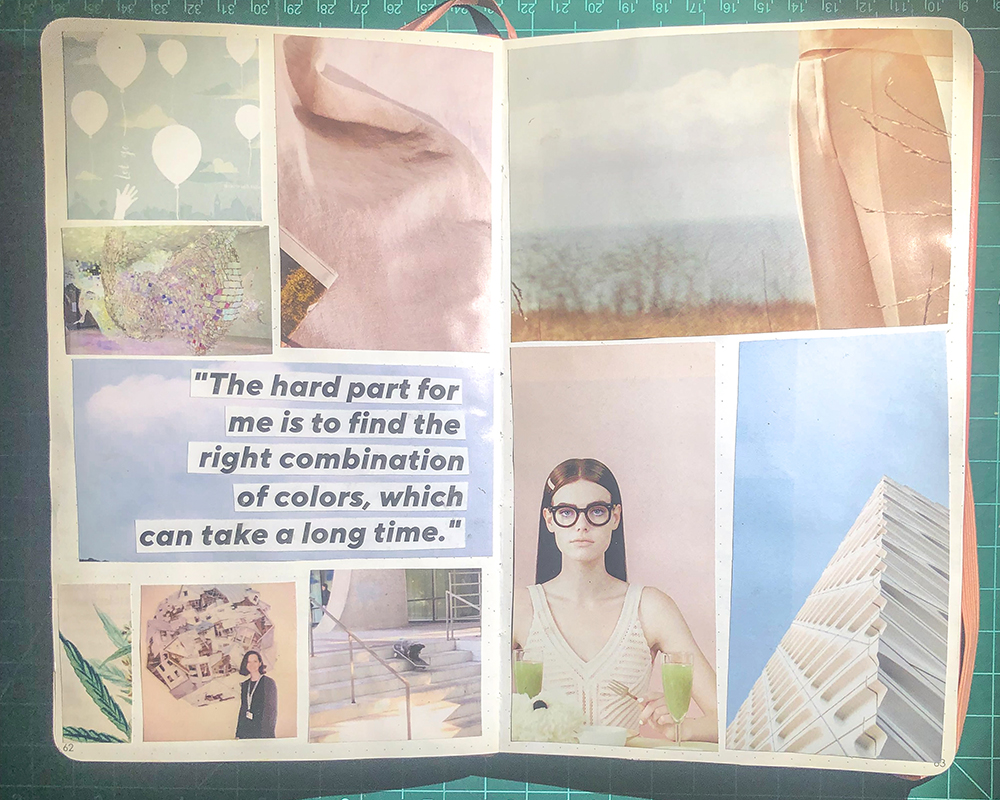 "The hard part for
me is to find the
right combination
of colors, which
can take a long time."
62
63